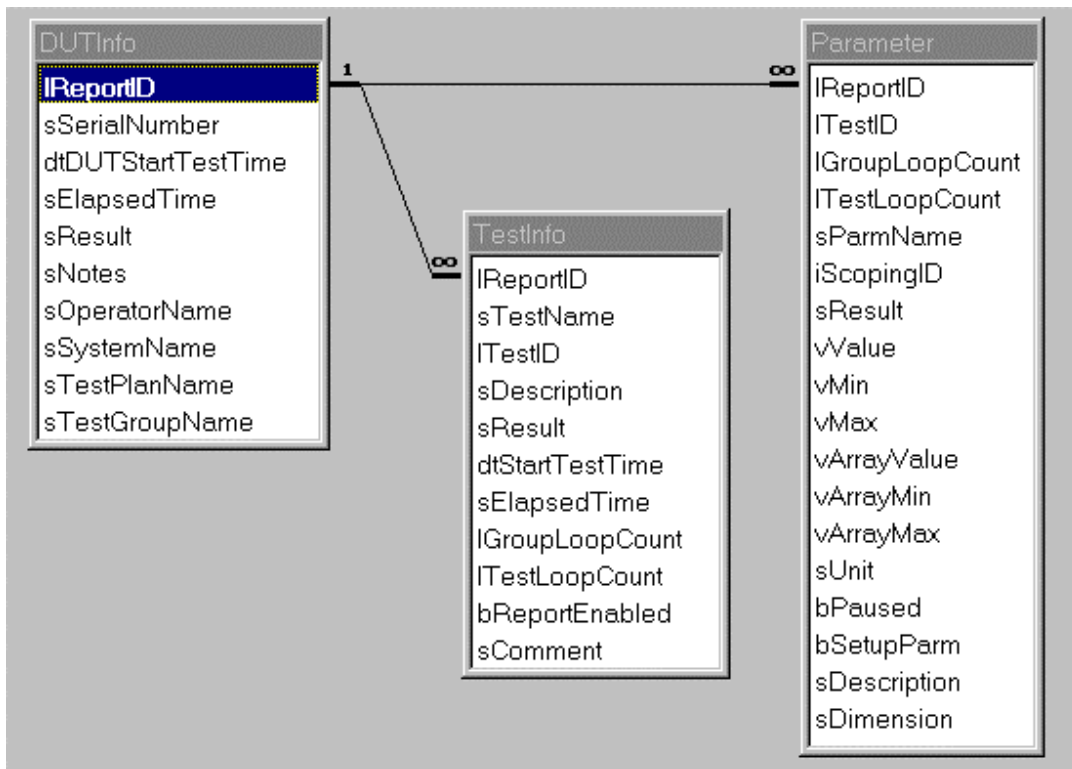 DUTInfo
lReportID
sSerialNumber
dtDUTStartTestTime
sElapsedTime
sResult
sNotes
sOperatorName
sSystemName
sTestPlanName
sTestGroupName
1
∞
∞
TestInfo
lReportID
sTestName
lTestID
sDescription
sResult
dtStartTestTime
sElapsedTime
lGroupLoopCount
lTestLoopCount
bReportEnabled
sComment
Parameter
lReportID
lTestID
lGroupLoopCount
lTestLoopCount
sParmName
iScopingID
sResult
vValue
vMin
vMax
vArrayValue
vArrayMin
vArrayMax
sUnit
bPaused
bSetupParm
sDescription
sDimension